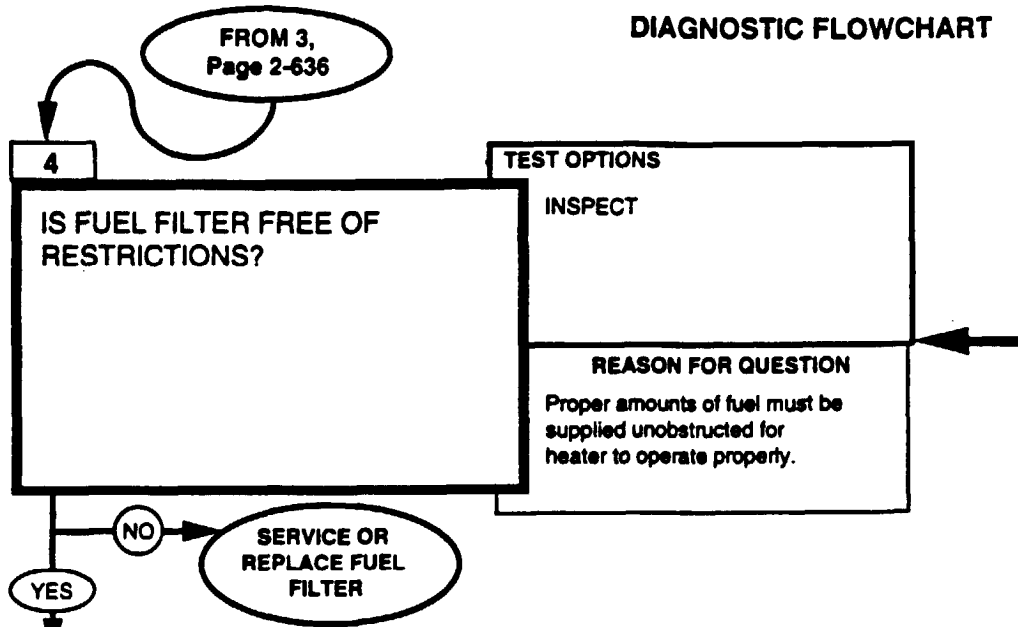 DIAGNOSTIC FLOWCHART
FROM 3,
Page 2-636
4
IS FUEL FILTER FREE OF
RESTRICTIONS?
TEST OPTIONS
INSPECT
REASON FOR QUESTION
Proper amounts of fuel must be
supplied unobstructed for
heater to operate properly.
NO
SERVICE OR
REPLACE FUEL
FILTER
YES